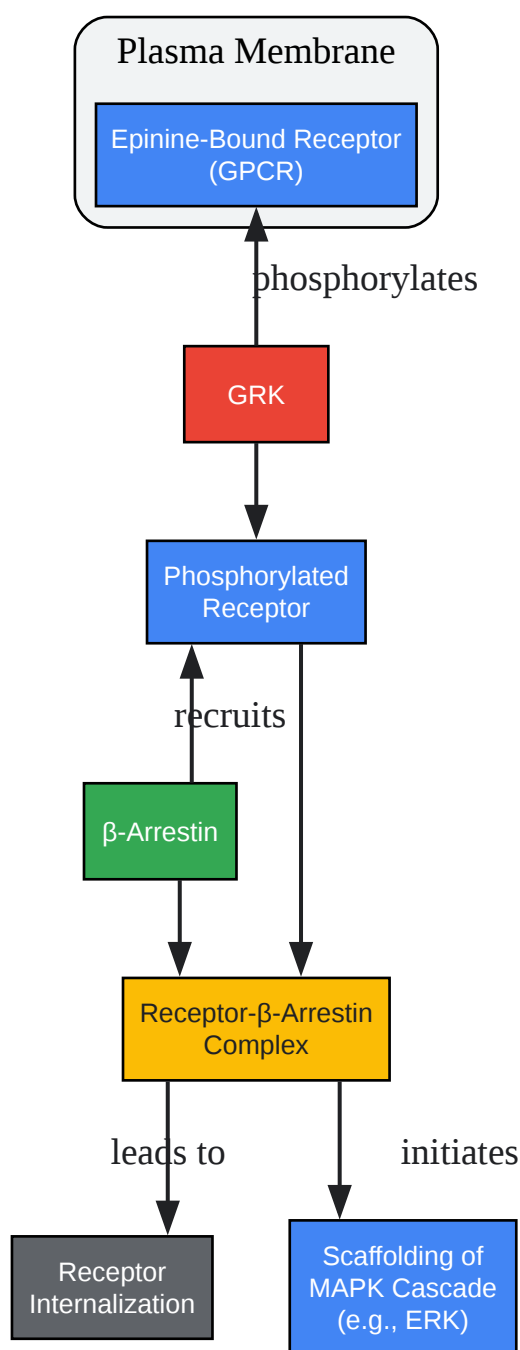 Plasma Membrane
Epinine-Bound Receptor
(GPCR)
phosphorylates
GRK
Phosphorylated
Receptor
recruits
β-Arrestin
Receptor-β-Arrestin
Complex
leads to
initiates
Receptor
Internalization
Scaffolding of
MAPK Cascade
(e.g., ERK)